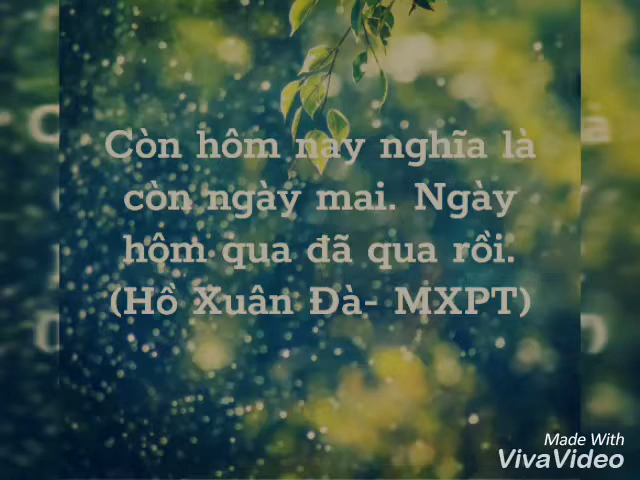 Còn hôm nay nghĩa là
còn ngày mai. Ngày
hôm qua đã qua rồi.
(Hồ Xuân Đà- MXPT)
Made With
VivaVideo